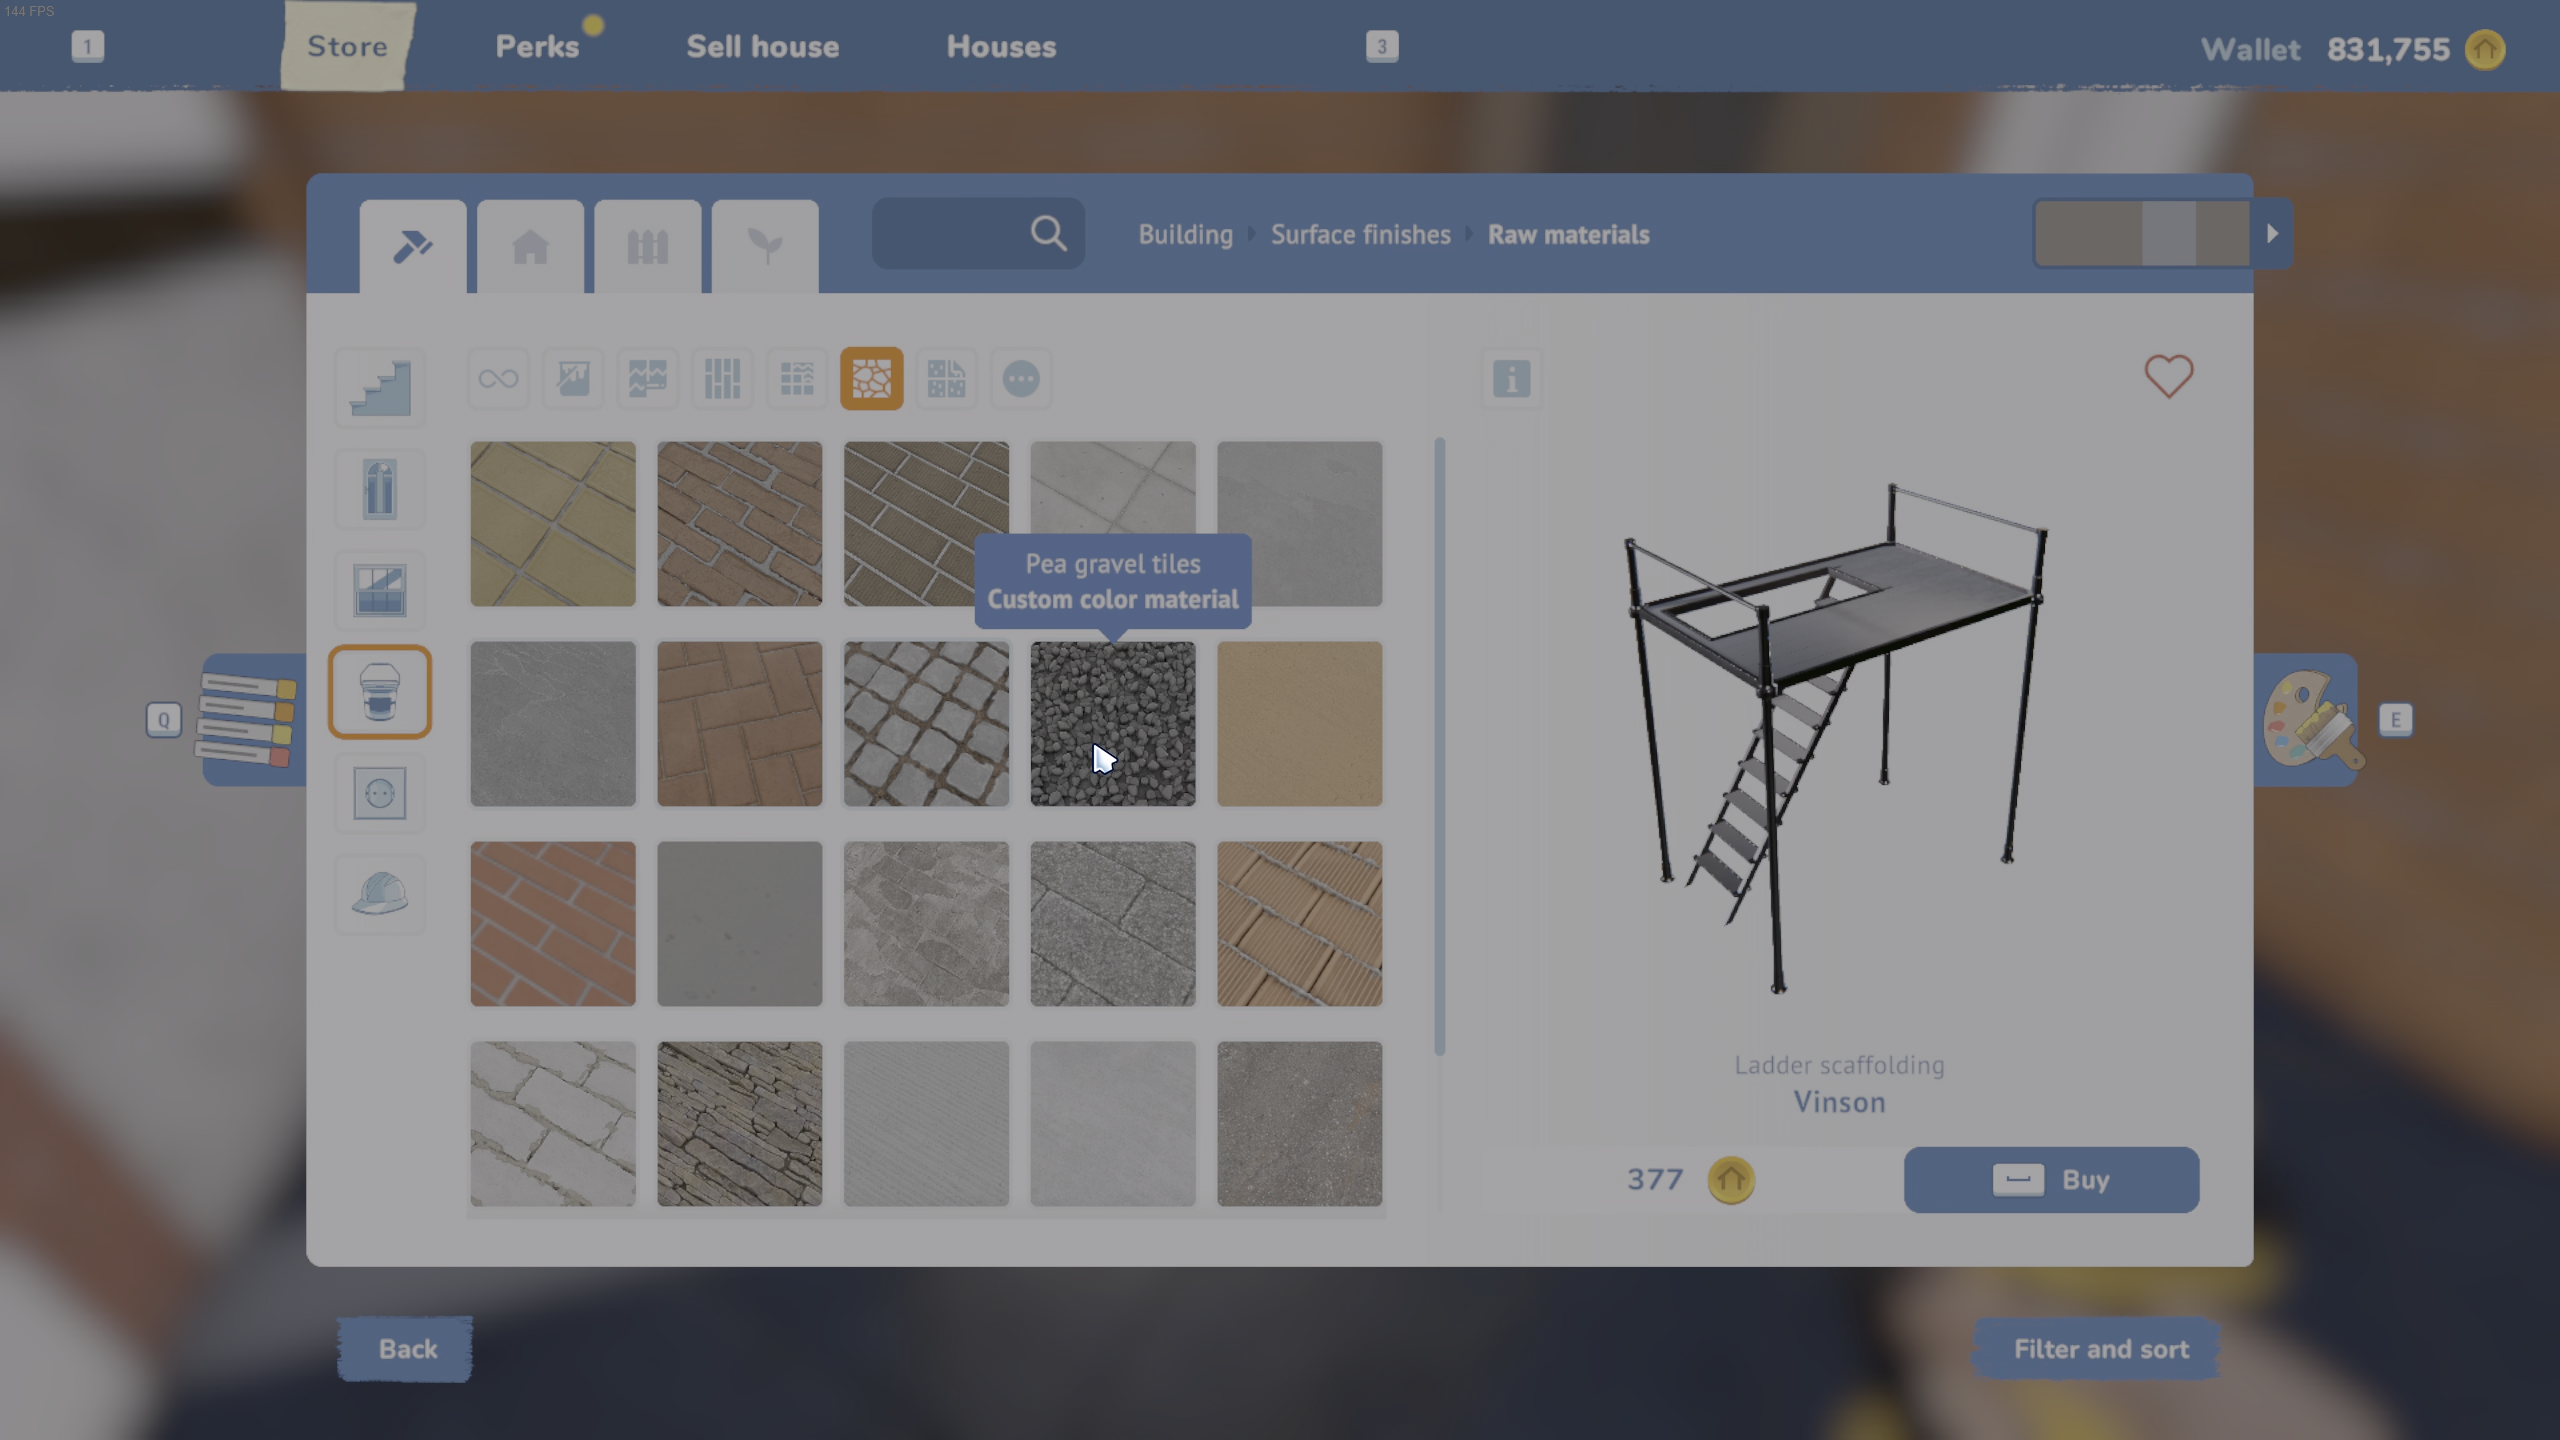 144 FPS
1
Store
Perks
Sell house
Houses
3
Wallet 831,755
Building
Surface finishes
Raw materials
Pea gravel tiles
Custom color material
Q
E
Ladder scaffolding
Vinson
377
Buy
Back
Filter and sort